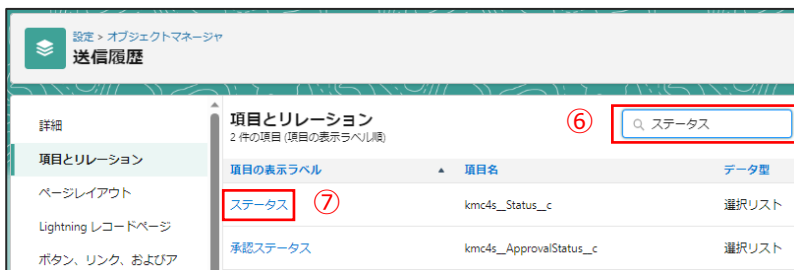 設定 > オブジェクトマネージャ
送信履歴
詳細
項目とリレーション
ページレイアウト
Lightning レコードページ
ボタン、リンク、およびア
項目とリレーション
2 件の項目 (項目の表示ラベル順)
⑥
ステータス
項目の表示ラベル 項目名 データ型
ステータス ⑦ kmc4s__Status__c 選択リスト
承認ステータス kmc4s__ApprovalStatus__c 選択リスト